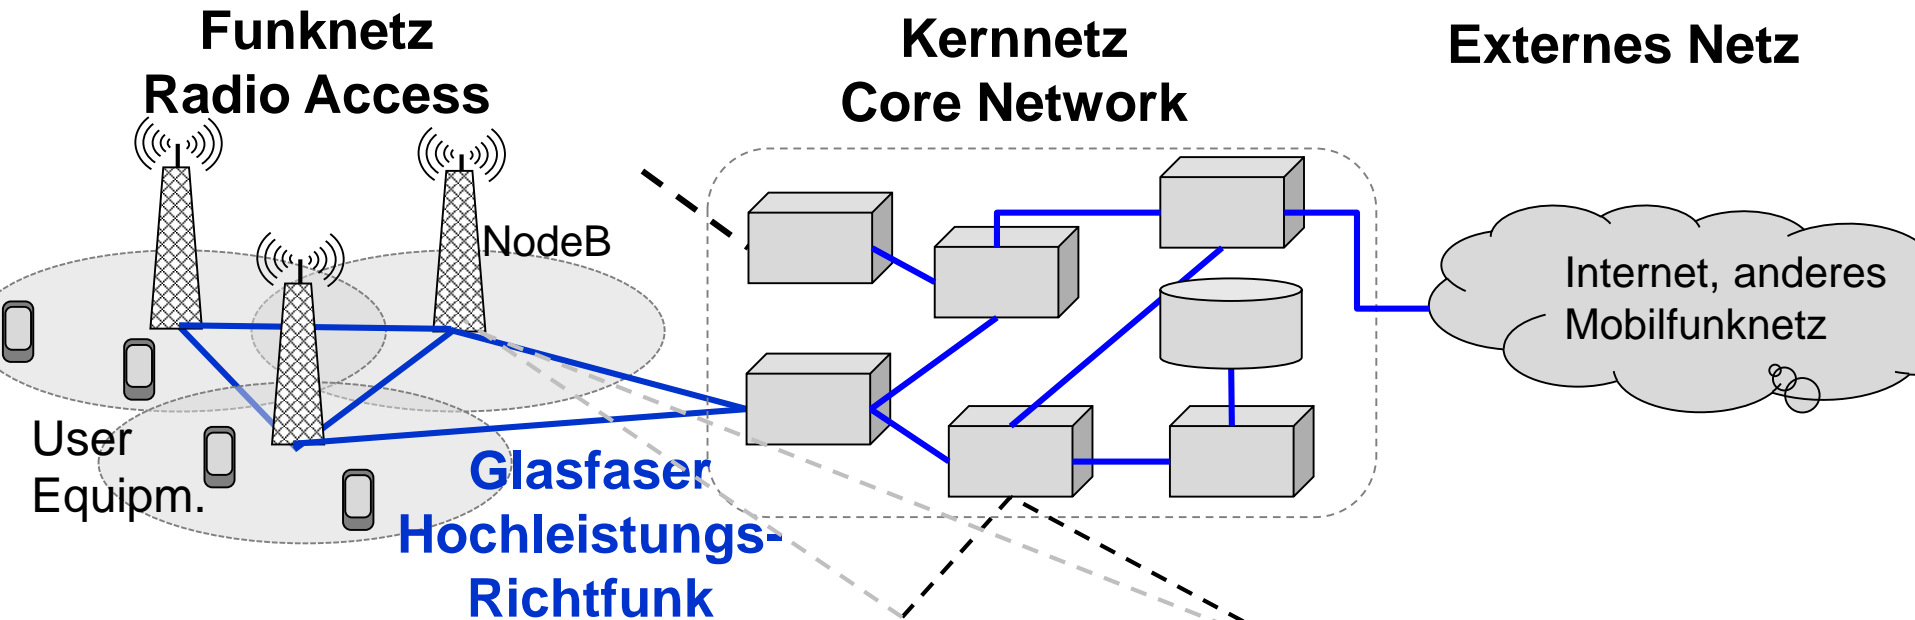 Funknetz
Radio Access
Kernnetz
Core Network
Externes Netz
NodeB
User
Equipm.
Glasfaser
Hochleistungs-
Richtfunk
Internet, anderes
Mobilfunknetz